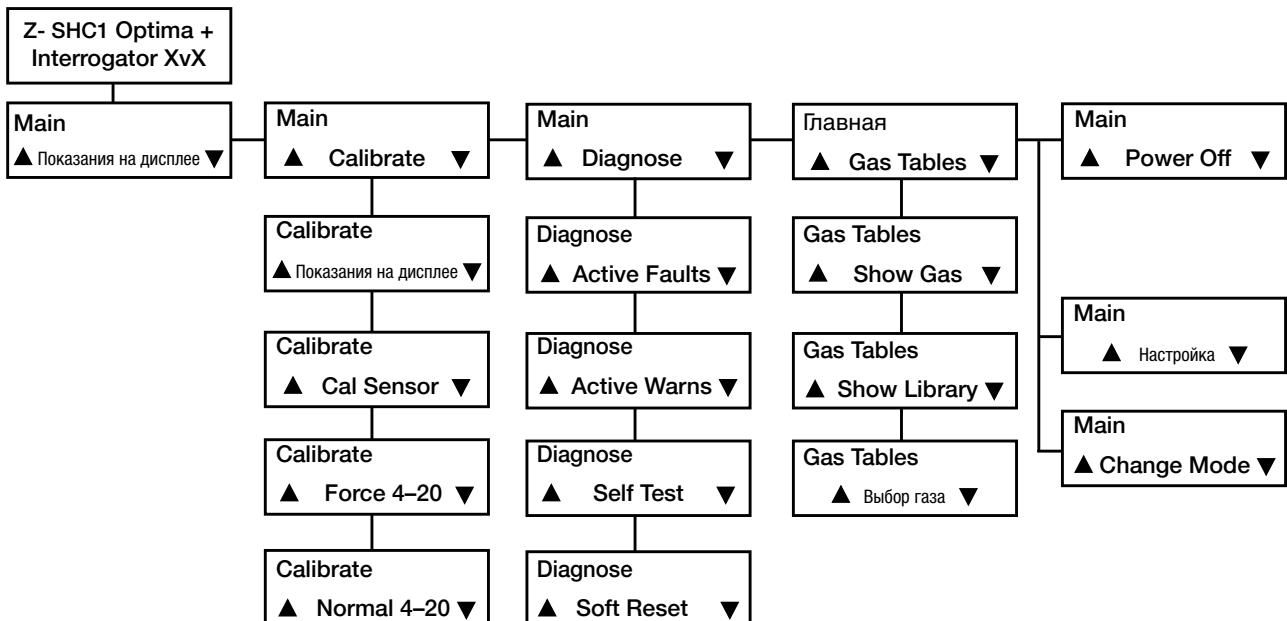 Z- SHC1 Optima +
Interrogator XvX
Main
▲ Показания на дисплее ▼
Main
▲ Calibrate ▼
Main
▲ Diagnose ▼
Главная
▲ Gas Tables ▼
Main
▲ Power Off ▼
Calibrate
▲ Показания на дисплее ▼
Diagnose
▲ Active Faults ▼
Gas Tables
▲ Show Gas ▼
Main
▲ Настройка ▼
Calibrate
▲ Cal Sensor ▼
Diagnose
▲ Active Warns ▼
Gas Tables
▲ Show Library ▼
Main
▲ Change Mode ▼
Calibrate
▲ Force 4–20 ▼
Diagnose
▲ Self Test ▼
Gas Tables
▲ Выбор газа ▼
Calibrate
▲ Normal 4–20 ▼
Diagnose
▲ Soft Reset ▼